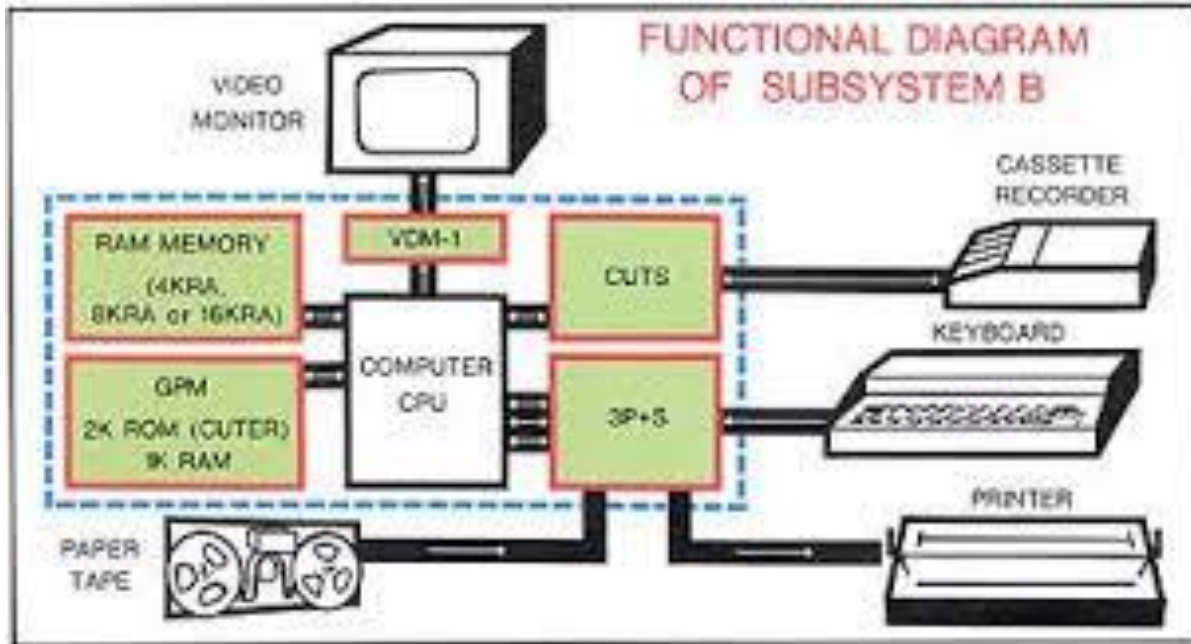 FUNCTIONAL DIAGRAM
OF SUBSYSTEM B
VIDEO
MONITOR
CASSETTE
RECORDER
RAM MEMORY
(4KRA,
8KRA or 16KRA)
VDM-1
CUTS
KEYBOARD
COMPUTER
CPU
GPM
2K ROM (CUTER)
1K RAM
3P+S
PRINTER
PAPER
TAPE